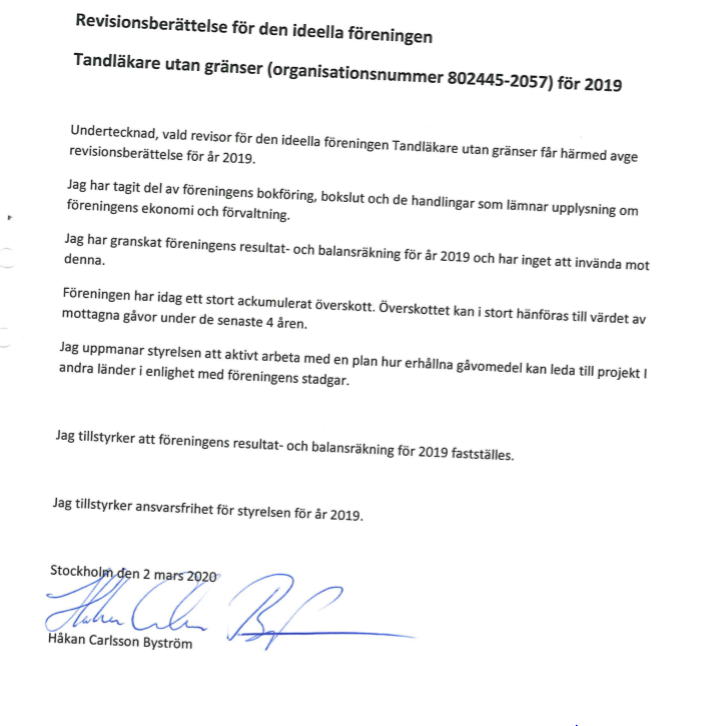 Revisionsberättelse för den ideella föreningen
Tandläkare utan gränser (organisationsnummer 802445-2057) för 2019
Undertecknad, vald revisor för den ideella föreningen Tandläkare utan gränser får härmed avge
revisionsberättelse för år 2019.
Jag har tagit del av föreningens bokföring, bokslut och de handlingar som lämnar upplysning om
föreningens ekonomi och förvaltning.
Jag har granskat föreningens resultat- och balansräkning för år 2019 och har inget att invända mot
denna.
Föreningen har idag ett stort ackumulerat överskott. Överskottet kan i stort hänföras till värdet av
mottagna gåvor under de senaste 4 åren.
Jag uppmanar styrelsen att aktivt arbeta med en plan hur erhållna gåvomedel kan leda till projekt I
andra länder i enlighet med föreningens stadgar.
Jag tillstyrker att föreningens resultat- och balansräkning för 2019 fastställes.
Jag tillstyrker ansvarsfrihet för styrelsen för år 2019.
Stockholm den 2 mars 2020
Håkan Carlsson Byström